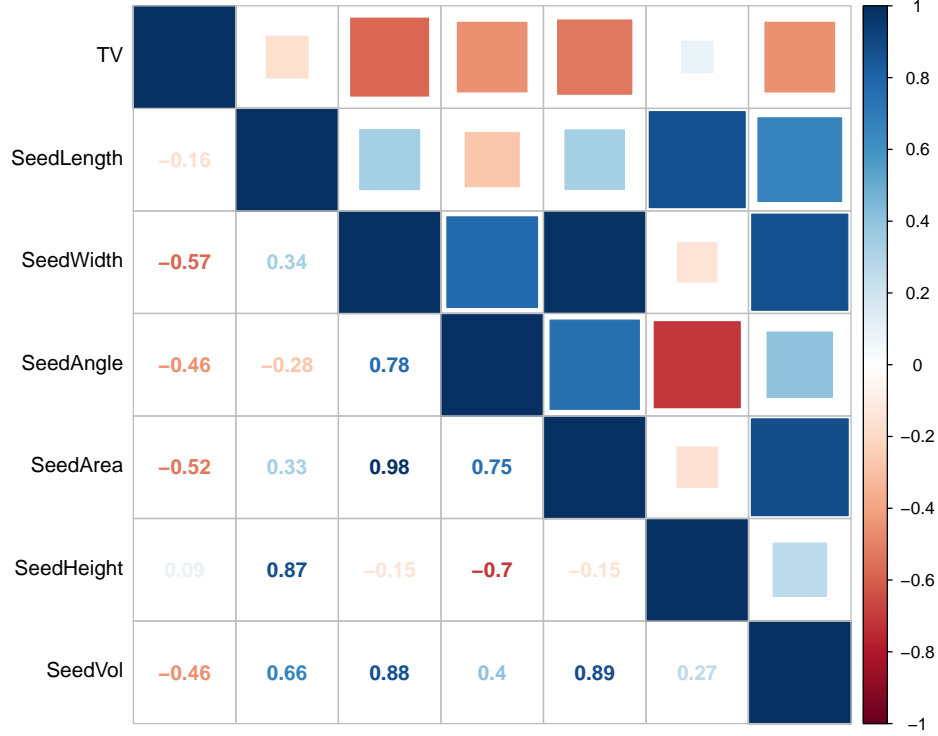 TV
SeedLength −0.16
SeedWidth −0.57 0.34
SeedAngle −0.46 −0.28 0.78
SeedArea −0.52 0.33 0.98 0.75
SeedHeight 0.09 0.87 −0.15 −0.7 −0.15
SeedVol −0.46 0.66 0.88 0.4 0.89 0.27
1
0.8
0.6
0.4
0.2
0
−0.2
−0.4
−0.6
−0.8
−1